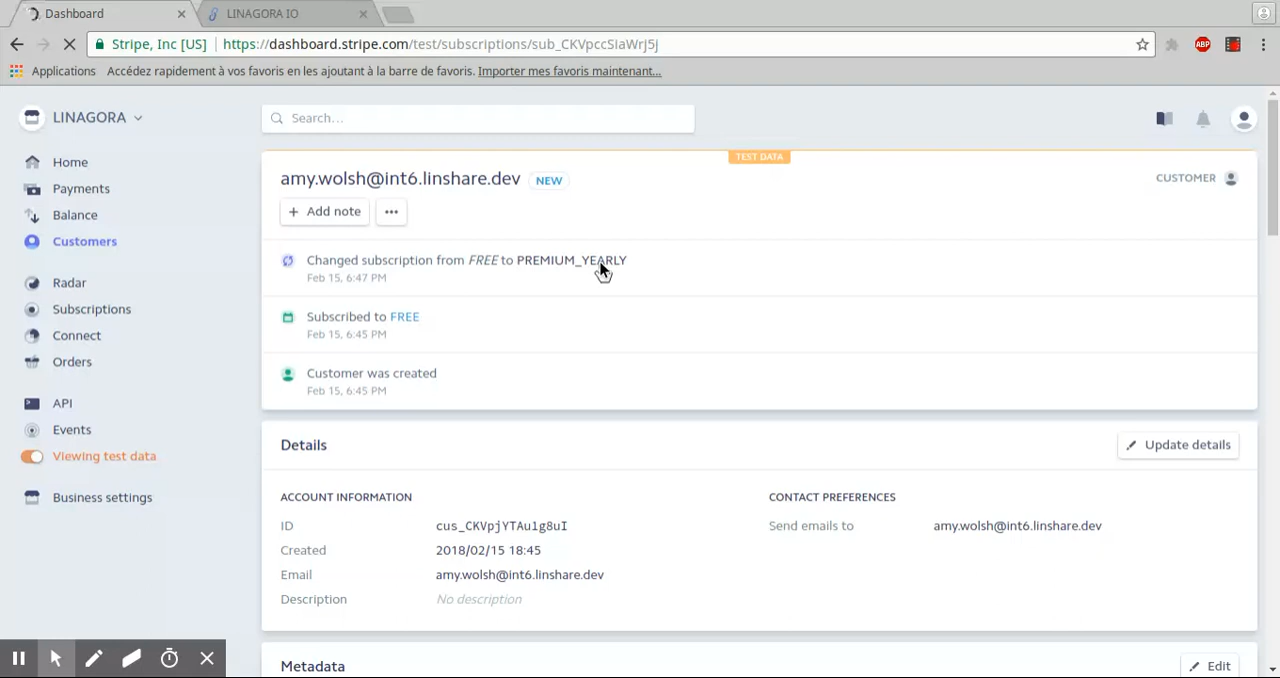 Dashboard
LINAGORA IO
Stripe, Inc [US]
https://dashboard.stripe.com/test/subscriptions/sub_CKVpccSiaWrj5j
ABP
Applications
Accédez rapidement à vos favoris en les ajoutant à la barre de favoris. Importer mes favoris maintenant...
LINAGORA
Search...
Home
Payments
Balance
Customers
Radar
Subscriptions
Connect
Orders
API
Events
Viewing test data
Business settings
TEST DATA
amy.wolsh@int6.linshare.dev NEW
CUSTOMER
+ Add note
Changed subscription from FREE to PREMIUM_YEARLY
Feb 15, 6:47 PM
Subscribed to FREE
Feb 15, 6:45 PM
Customer was created
Feb 15, 6:45 PM
Details
Update details
ACCOUNT INFORMATION
ID cus_CKVpjYTAu1g8uI
Created 2018/02/15 18:45
Email amy.wolsh@int6.linshare.dev
Description No description
CONTACT PREFERENCES
Send emails to amy.wolsh@int6.linshare.dev
Metadata
Edit